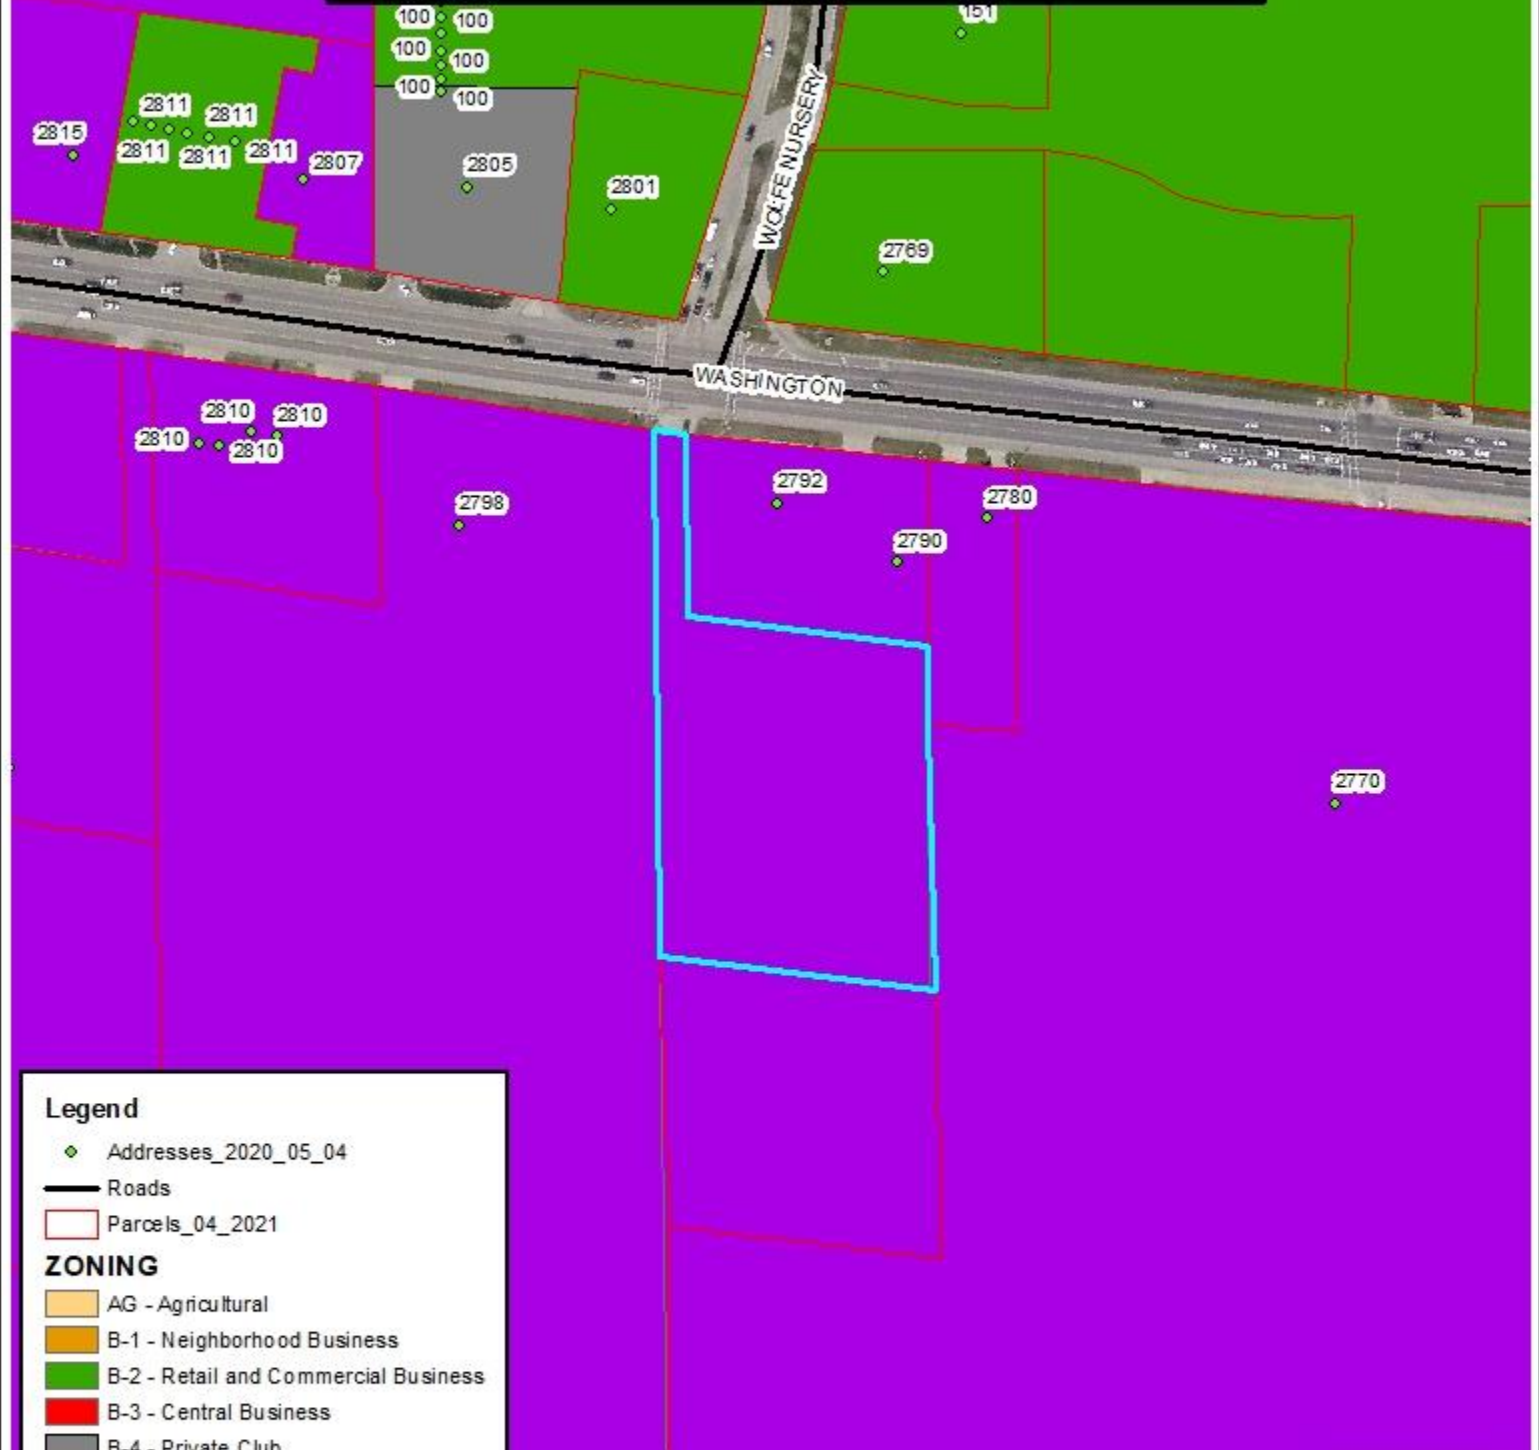 100 100
151
100
100
100
100
2811
2811
2815
2811
2811
2811
2807
2805
2801
WOLFE NURSERY
2769
WASHINGTON
2810
2810
2810
2810
2798
2792
2780
2790
2770
Legend
Addresses_2020_05_04
Roads
Parcels_04_2021
ZONING
AG - Agricultural
B-1 - Neighborhood Business
B-2 - Retail and Commercial Business
B-3 - Central Business
B-4 - Private Club